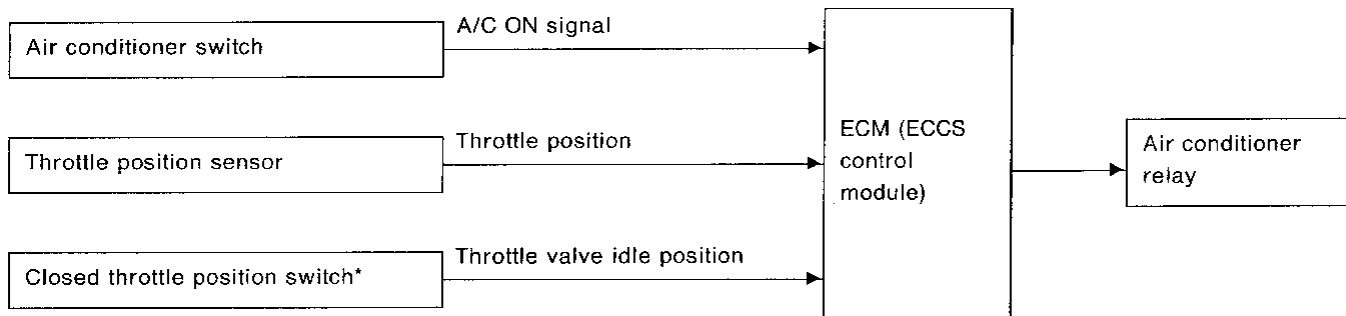 Air conditioner switch
A/C ON signal
Throttle position sensor
Throttle position
Closed throttle position switch*
Throttle valve idle position
ECM (ECCS
control
module)
Air conditioner
relay